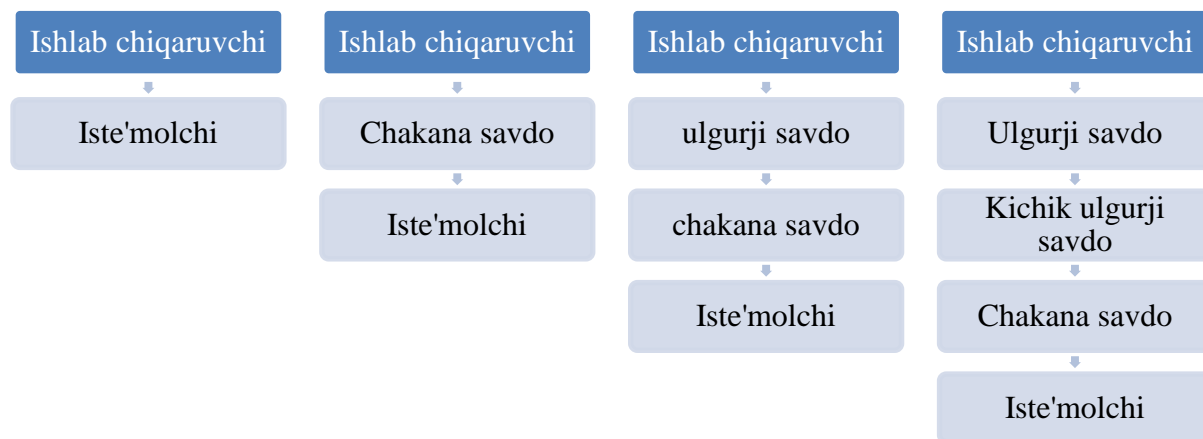 Ishlab chiqaruvchi
Iste'molchi
Ishlab chiqaruvchi
Chakana savdo
Iste'molchi
Ishlab chiqaruvchi
ulgurji savdo
chakana savdo
Iste'molchi
Ishlab chiqaruvchi
Ulgurji savdo
Kichik ulgurji
savdo
Chakana savdo
Iste'molchi